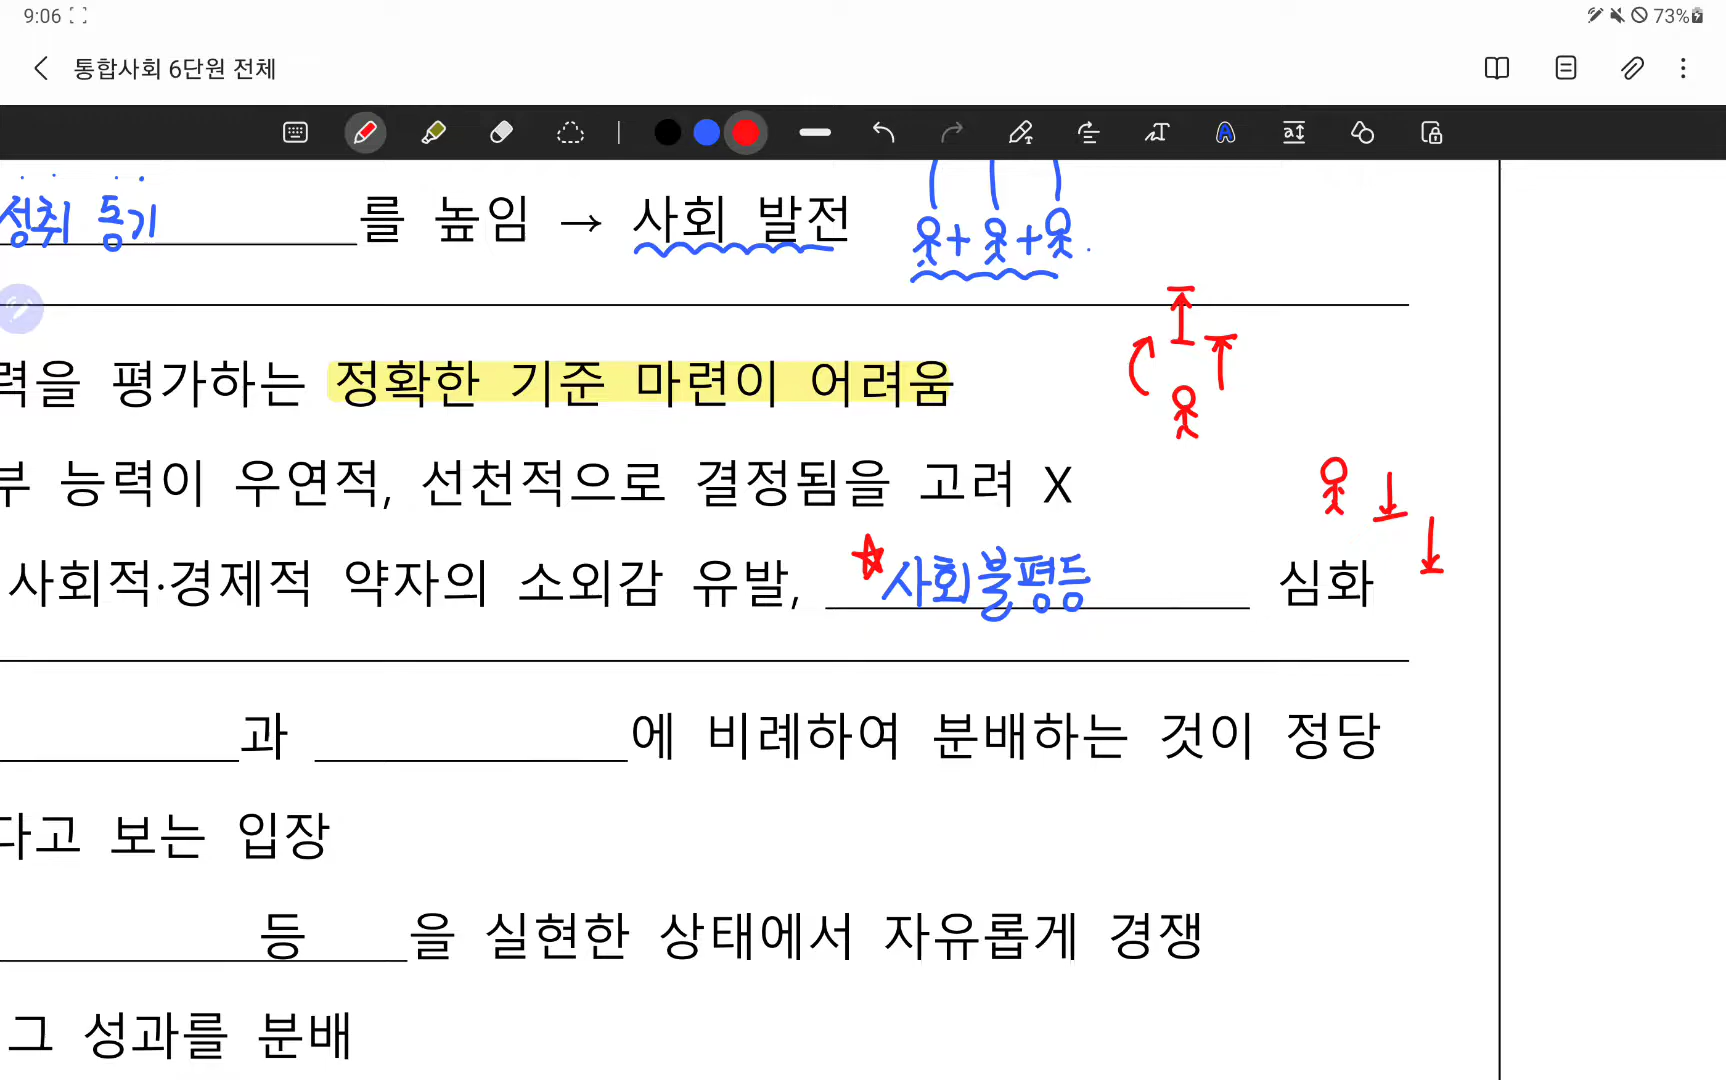 9:06 73%
통합사회 6단원 전체
성취 동기를 높임 → 사회 발전
력을 평가하는 정확한 기준 마련이 어려움
부 능력이 우연적, 선천적으로 결정됨을 고려 X
사회적·경제적 약자의 소외감 유발, 사회불평등 심화
과 에 비례하여 분배하는 것이 정당
다고 보는 입장
등 을 실현한 상태에서 자유롭게 경쟁
그 성과를 분배